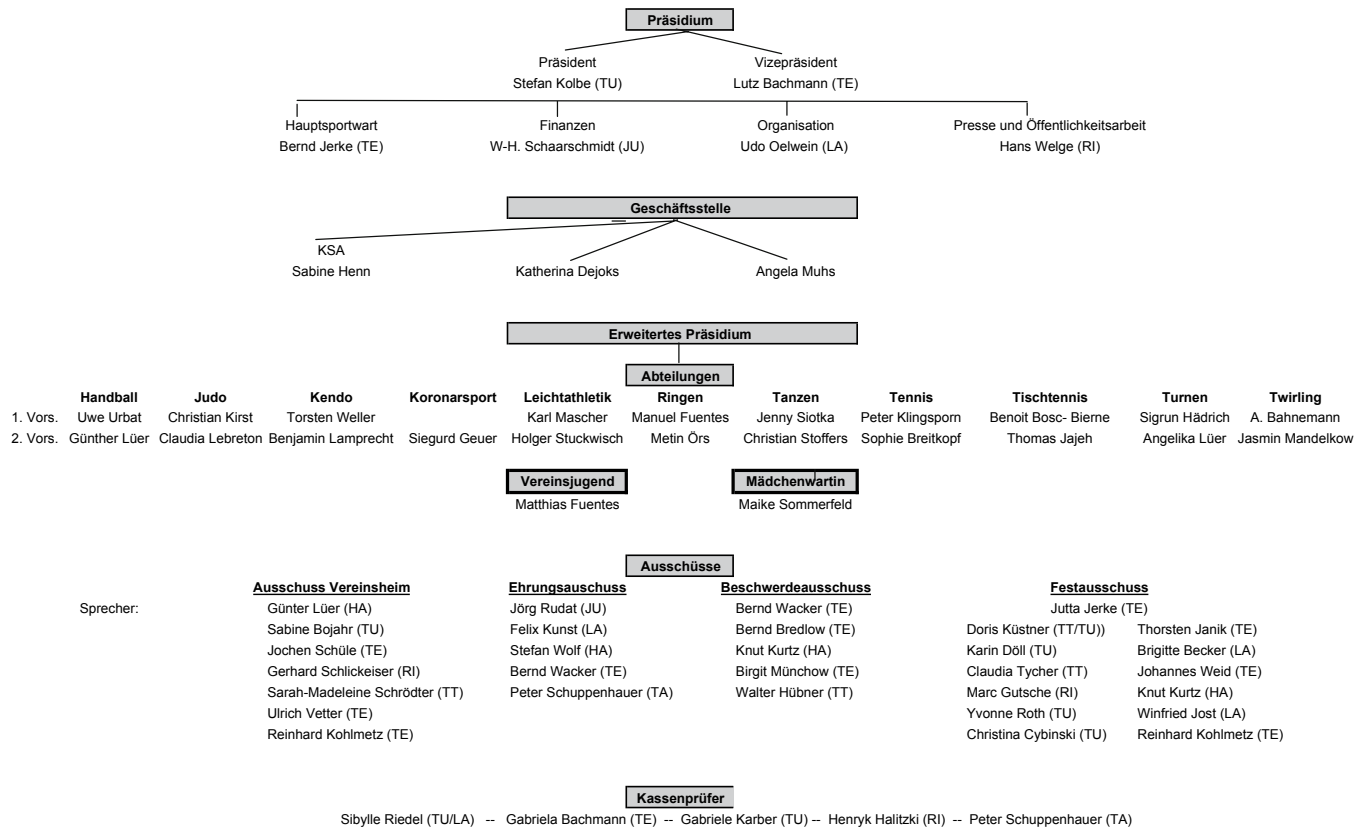 Präsidium
Präsident Vizepräsident
Stefan Kolbe (TU) Lutz Bachmann (TE)
Hauptsportwart Finanzen Organisation Presse und Öffentlichkeitsarbeit
Bernd Jerke (TE) W-H. Schaarschmidt (JU) Udo Oelwein (LA) Hans Welge (RI)
Geschäftsstelle
KSA
Sabine Henn Katherina Dejoks Angela Muhs
Erweitertes Präsidium
Abteilungen
Handball Judo Kendo Koronarsport Leichtathletik Ringen Tanzen Tennis Tischtennis Turnen Twirling
1. Vors. Uwe Urbat Christian Kirst Torsten Weller Karl Mascher Manuel Fuentes Jenny Siotka Peter Klingsporn Benoit Bosc- Bierne Sigrun Hädrich A. Bahnemann
2. Vors. Günther Lüer Claudia Lebreton Benjamin Lamprecht Siegurd Geuer Holger Stuckwisch Metin Örs Christian Stoffers Sophie Breitkopf Thomas Jajeh Angelika Lüer Jasmin Mandelkow
Vereinsjugend Mädchenwartin
Matthias Fuentes Maike Sommerfeld
Ausschüsse
Ausschuss Vereinsheim Ehrungsauschuss Beschwerdeausschuss Festausschuss
Sprecher: Günter Lüer (HA) Jörg Rudat (JU) Bernd Wacker (TE) Jutta Jerke (TE)
Sabine Bojahr (TU) Felix Kunst (LA) Bernd Bredlow (TE) Doris Küstner (TT/TU)) Thorsten Janik (TE)
Jochen Schüle (TE) Stefan Wolf (HA) Knut Kurtz (HA) Karin Döll (TU) Brigitte Becker (LA)
Gerhard Schlickeiser (RI) Bernd Wacker (TE) Birgit Münchow (TE) Claudia Tycher (TT) Johannes Weid (TE)
Sarah-Madeleine Schrödter (TT) Peter Schuppenhauer (TA) Walter Hübner (TT) Marc Gutsche (RI) Knut Kurtz (HA)
Ulrich Vetter (TE) Yvonne Roth (TU) Winfried Jost (LA)
Reinhard Kohlmetz (TE) Christina Cybinski (TU) Reinhard Kohlmetz (TE)
Kassenprüfer
Sibylle Riedel (TU/LA) -- Gabriela Bachmann (TE) -- Gabriele Karber (TU) -- Henryk Halitzki (RI) -- Peter Schuppenhauer (TA)